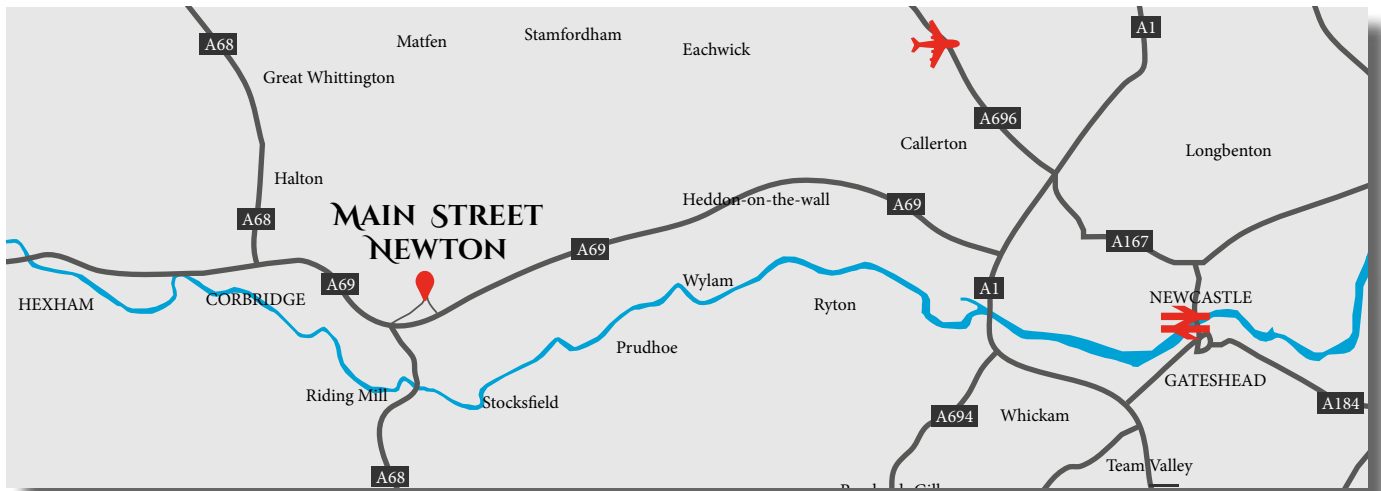 A1
Stamfordham
Matfen
A68
Eachwick
Great Whittington
A696
Callerton
Longbenton
Halton
Heddon-on-the-wall
A69
MAIN STREET
NEWTON
A68
A167
A69
Wylam
A69
A1
HEXHAM
CORBRIDGE
NEWCASTLE
Ryton
Prudhoe
GATESHEAD
Riding Mill
Stocksfield
A184
A694
Whickam
Team Valley
A68